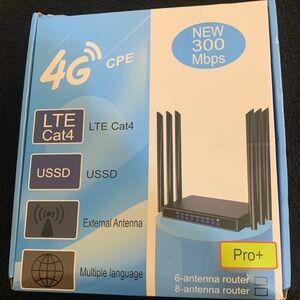 4G CPE
NEW
300
Mbps
LTE
Cat4
LTE Cat4
USSD
USSD
External Antenna
Multiple language
Pro+
6-antenna router
8-antenna router